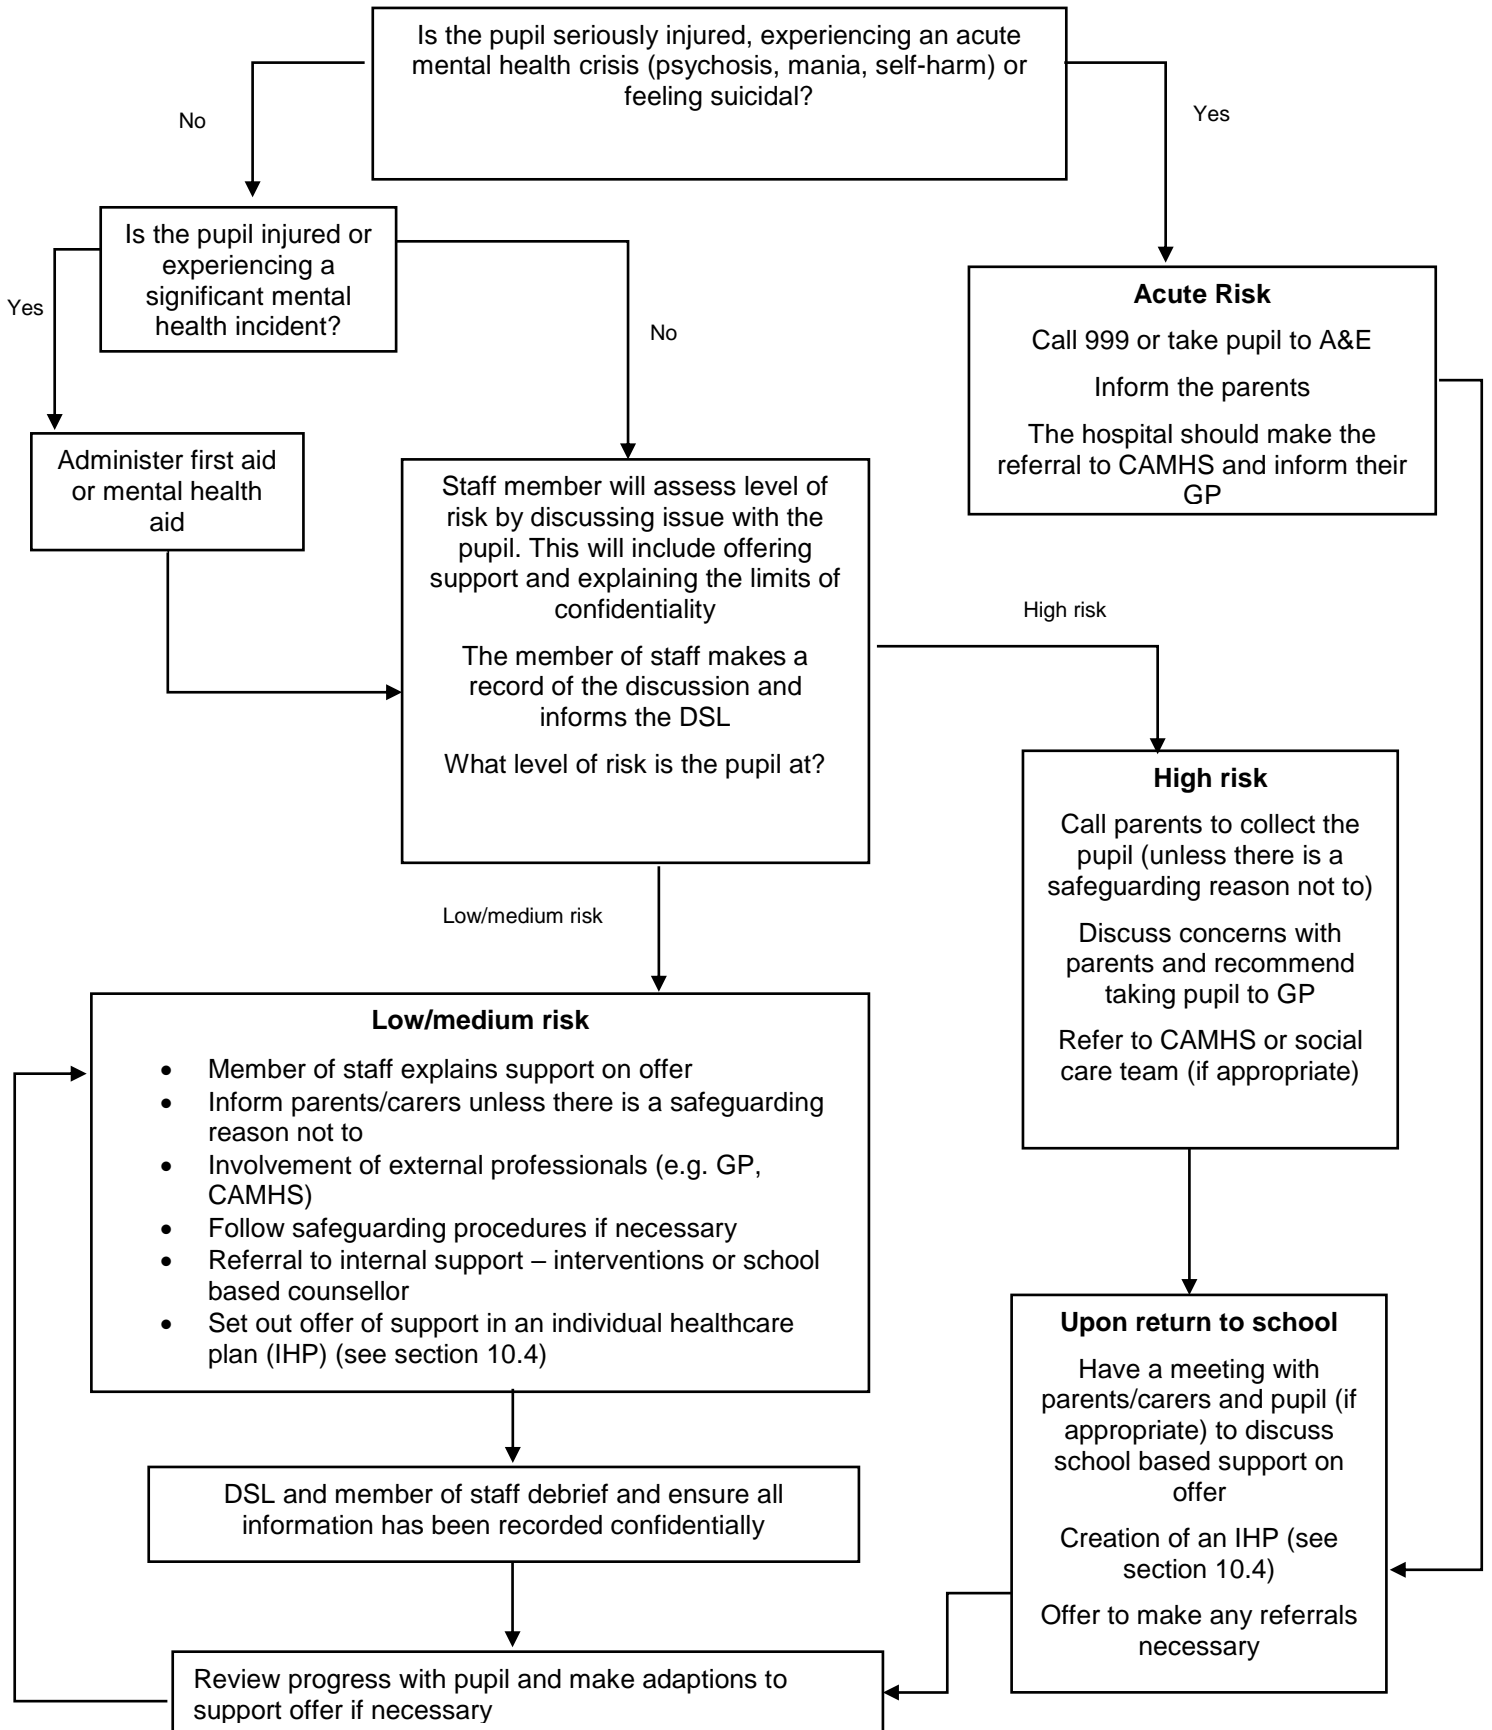 Is the pupil seriously injured, experiencing an acute
mental health crisis (psychosis, mania, self-harm) or
feeling suicidal?
No
Yes
Is the pupil injured or
experiencing a
significant mental
health incident?
Yes
No
Acute Risk
Call 999 or take pupil to A&E
Inform the parents
The hospital should make the
referral to CAMHS and inform their
GP
Administer first aid
or mental health
aid
Staff member will assess level of
risk by discussing issue with the
pupil. This will include offering
support and explaining the limits of
confidentiality
The member of staff makes a
record of the discussion and
informs the DSL
What level of risk is the pupil at?
High risk
High risk
Call parents to collect the
pupil (unless there is a
safeguarding reason not to)
Discuss concerns with
parents and recommend
taking pupil to GP
Refer to CAMHS or social
care team (if appropriate)
Low/medium risk
Low/medium risk
• Member of staff explains support on offer
• Inform parents/carers unless there is a safeguarding
reason not to
• Involvement of external professionals (e.g. GP,
CAMHS)
• Follow safeguarding procedures if necessary
• Referral to internal support – interventions or school
based counsellor
• Set out offer of support in an individual healthcare
plan (IHP) (see section 10.4)
Upon return to school
Have a meeting with
parents/carers and pupil (if
appropriate) to discuss
school based support on
offer
Creation of an IHP (see
section 10.4)
Offer to make any referrals
necessary
DSL and member of staff debrief and ensure all
information has been recorded confidentially
Review progress with pupil and make adaptions to
support offer if necessary